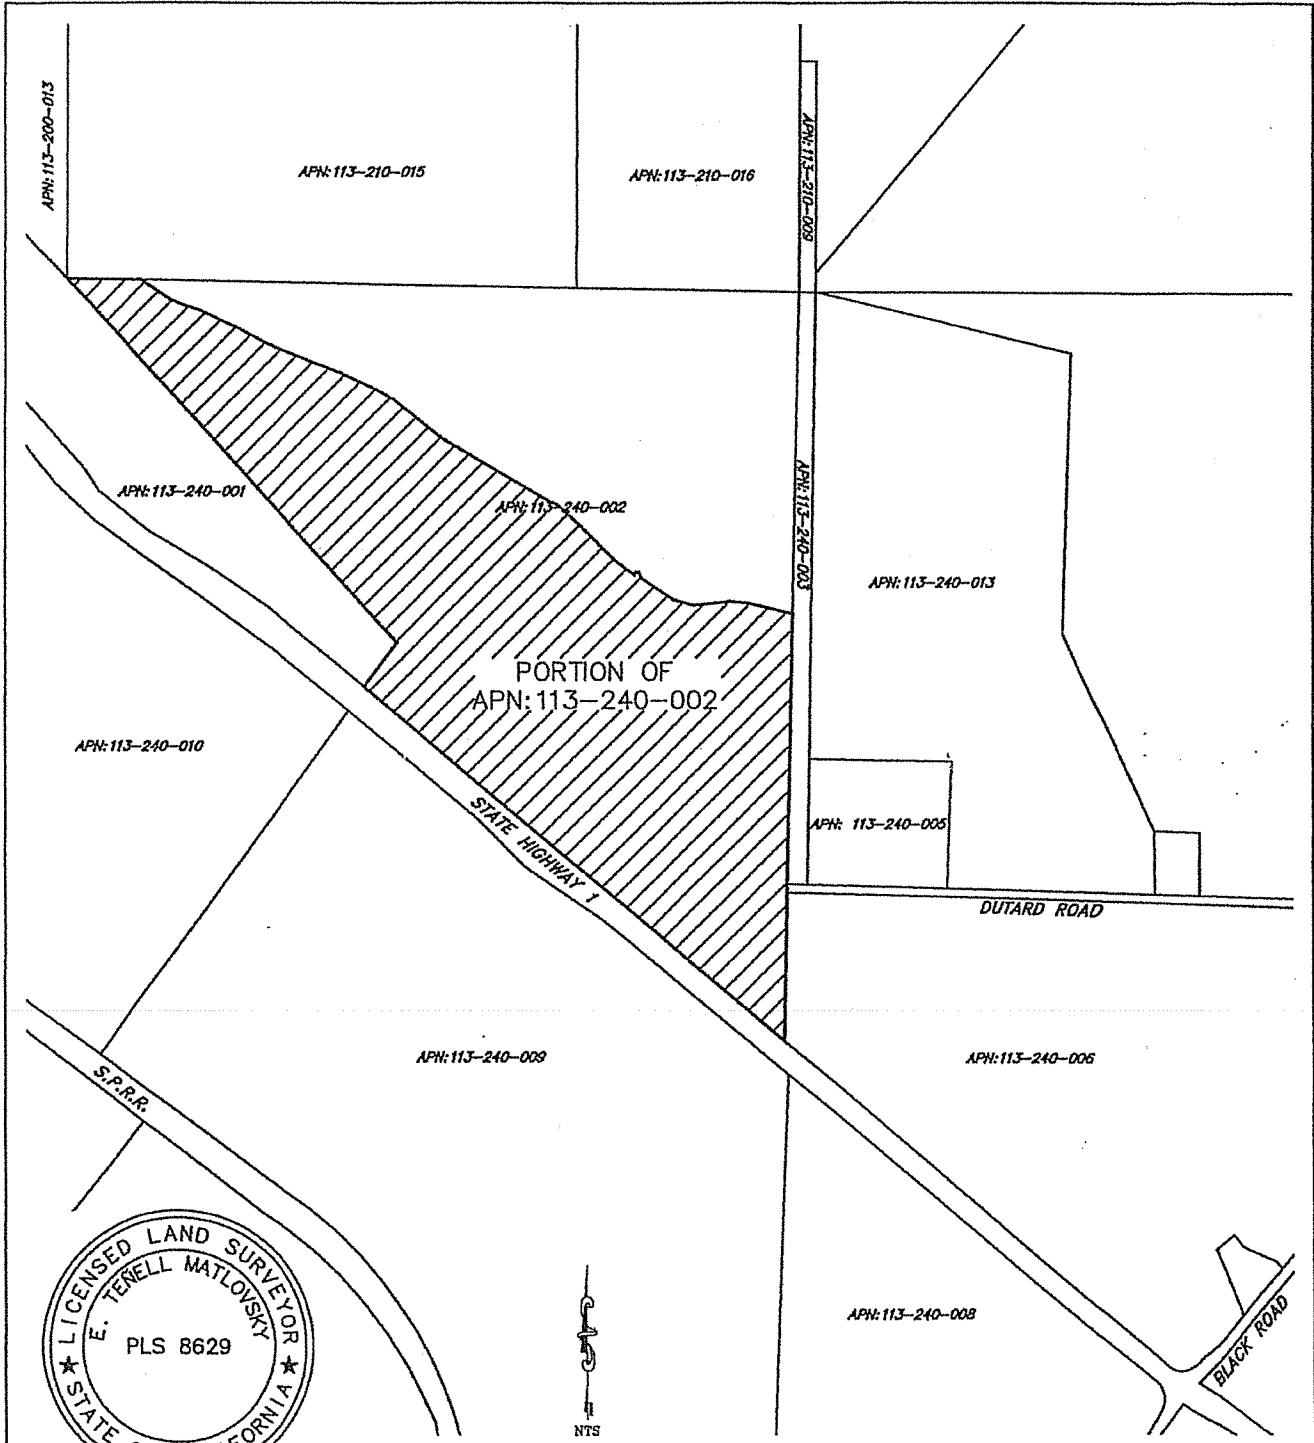 APN:113-200-013
APN:113-210-015
APN:113-210-016
APN:113-210-009
APN:113-240-001
APN:113-240-002
APN:113-240-003
APN:113-240-013
PORTION OF
APN:113-240-002
APN:113-240-010
STATE HIGHWAY 1
APN: 113-240-005
DUTARD ROAD
APN:113-240-009
APN:113-240-006
S.P.R.R.
APN:113-240-008
BLACK ROAD
LICENSED LAND SURVEYOR
E. TENELL MATLOVSKY
PLS 8629
STATE
NTS